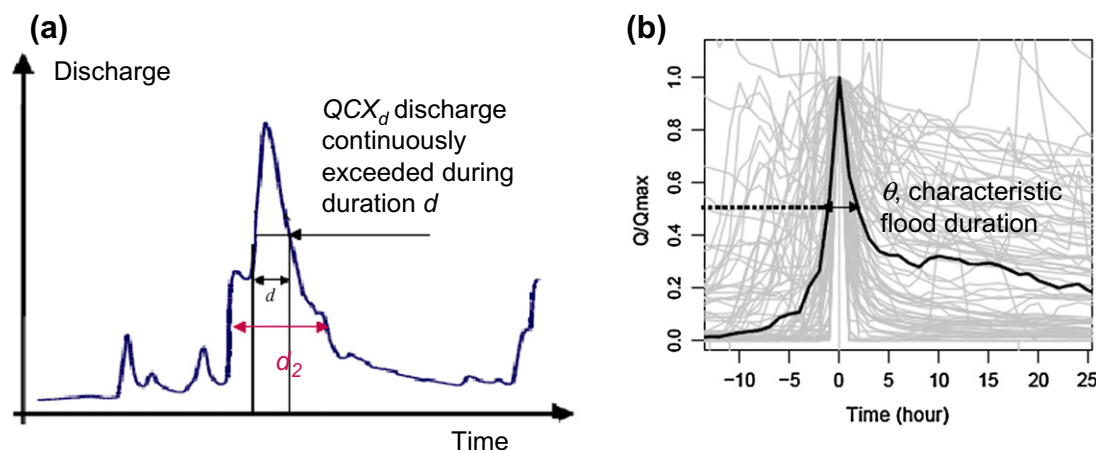 (a)
Discharge
QCX_d discharge
continuously
exceeded during
duration d
d
d₂
Time
(b)
Q/Qmax
1.0
0.8
0.6
0.4
0.2
0.0
θ, characteristic
flood duration
−10 −5 0 5 10 15 20 25
Time (hour)